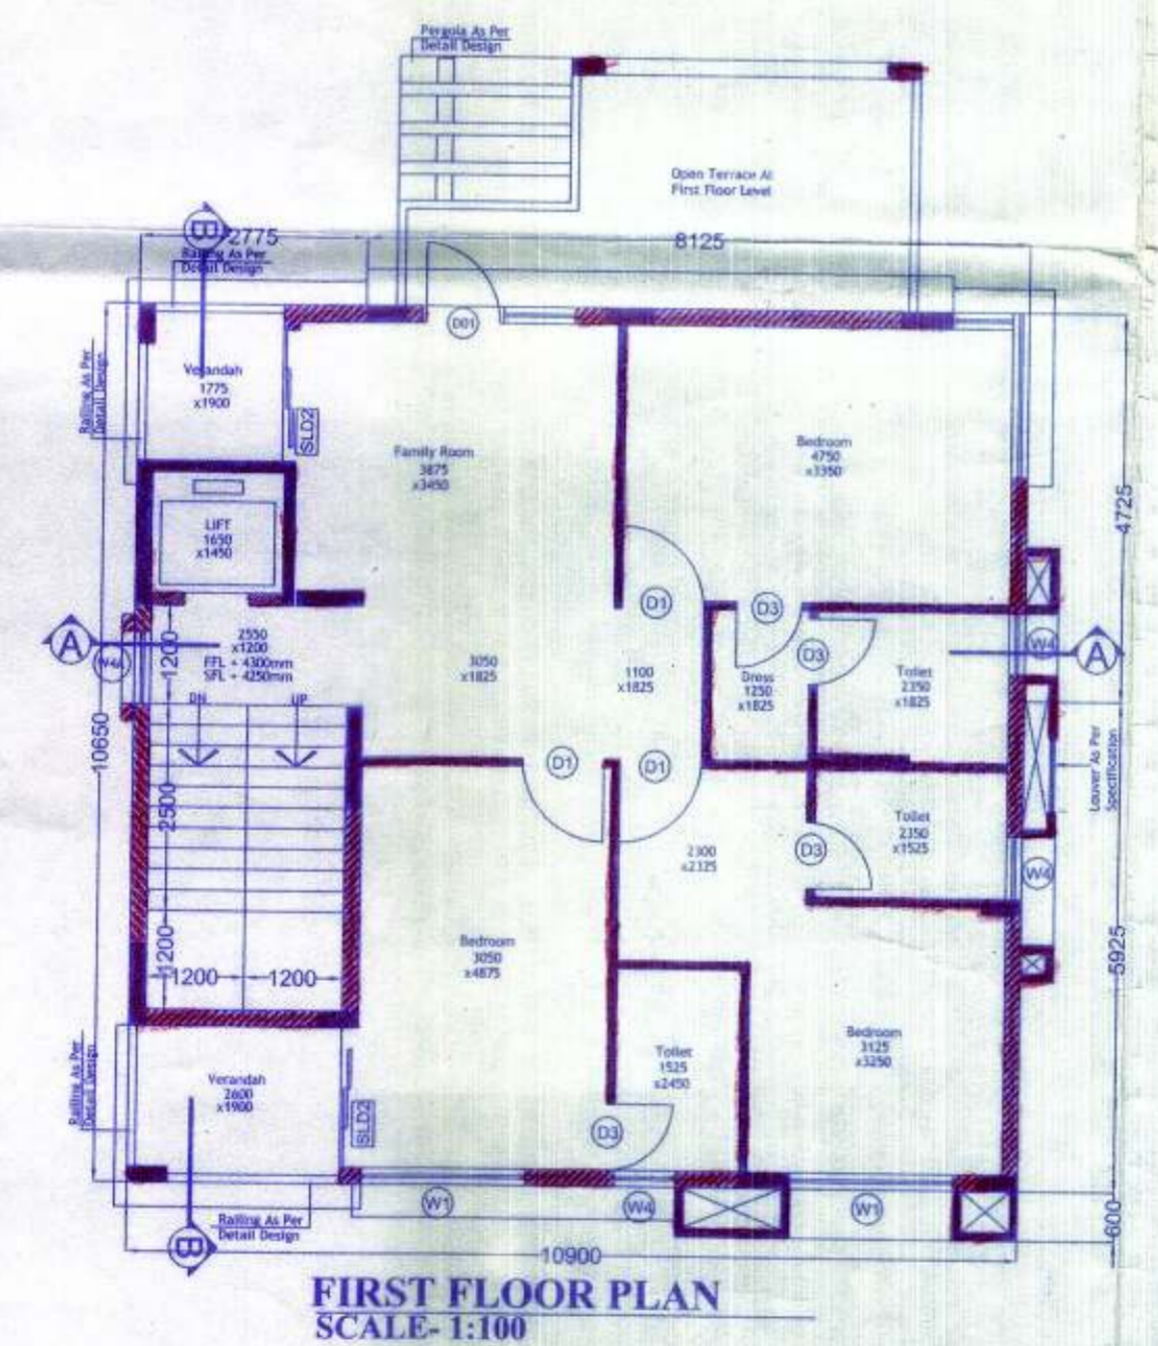 Pergola As Per
Detail Design
Open Terrace At
First Floor Level
B
2775
8125
Railing As Per
Detail Design
D01
Railing As Per
Detail Design
Verandah
1775
x1900
SLD2
Family Room
3875
x3450
Bedroom
4750
x3350
4725
LIFT
1650
x1450
D1
D3
A
W4A
1200
2550
x1200
FFL + 4300mm
SFL + 4250mm
3050
x1825
1100
x1825
D3
Dress
1250
x1825
Toilet
2350
x1825
W4
A
DN
UP
10650
D1
D1
Louver As Per
Specification
2500
Toilet
2350
x1525
2300
x2325
D3
W4
Bedroom
3050
x4875
1200
1200
1200
5925
Bedroom
3125
x3250
Toilet
1525
x2450
Railing As Per
Detail Design
Verandah
2600
x1900
SLD2
D3
W1
W4
W1
600
Railing As Per
Detail Design
B
10900
FIRST FLOOR PLAN
SCALE- 1:100